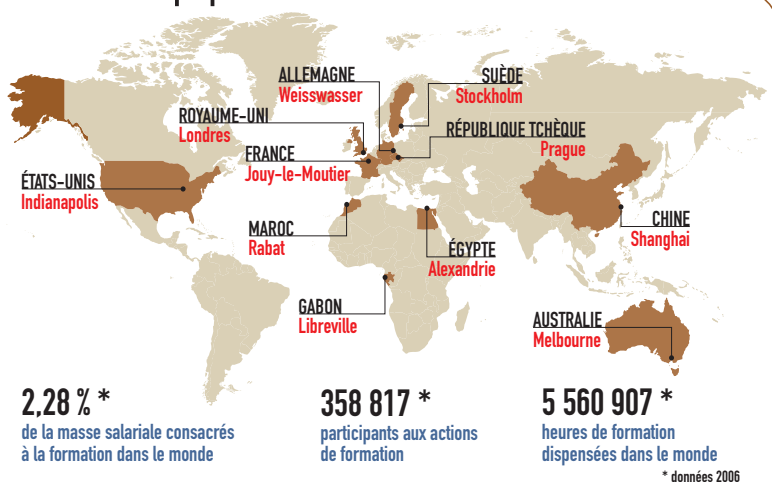 ALLEMAGNE
Weisswasser
SUÈDE
Stockholm
ROYAUME-UNI
Londres
RÉPUBLIQUE TCHÈQUE
Prague
FRANCE
Jouy-le-Moutier
ÉTATS-UNIS
Indianapolis
MAROC
Rabat
ÉGYPTE
Alexandrie
CHINE
Shanghai
GABON
Libreville
AUSTRALIE
Melbourne
2,28 % *
de la masse salariale consacrés
à la formation dans le monde
358 817 *
participants aux actions
de formation
5 560 907 *
heures de formation
dispensées dans le monde
* données 2006